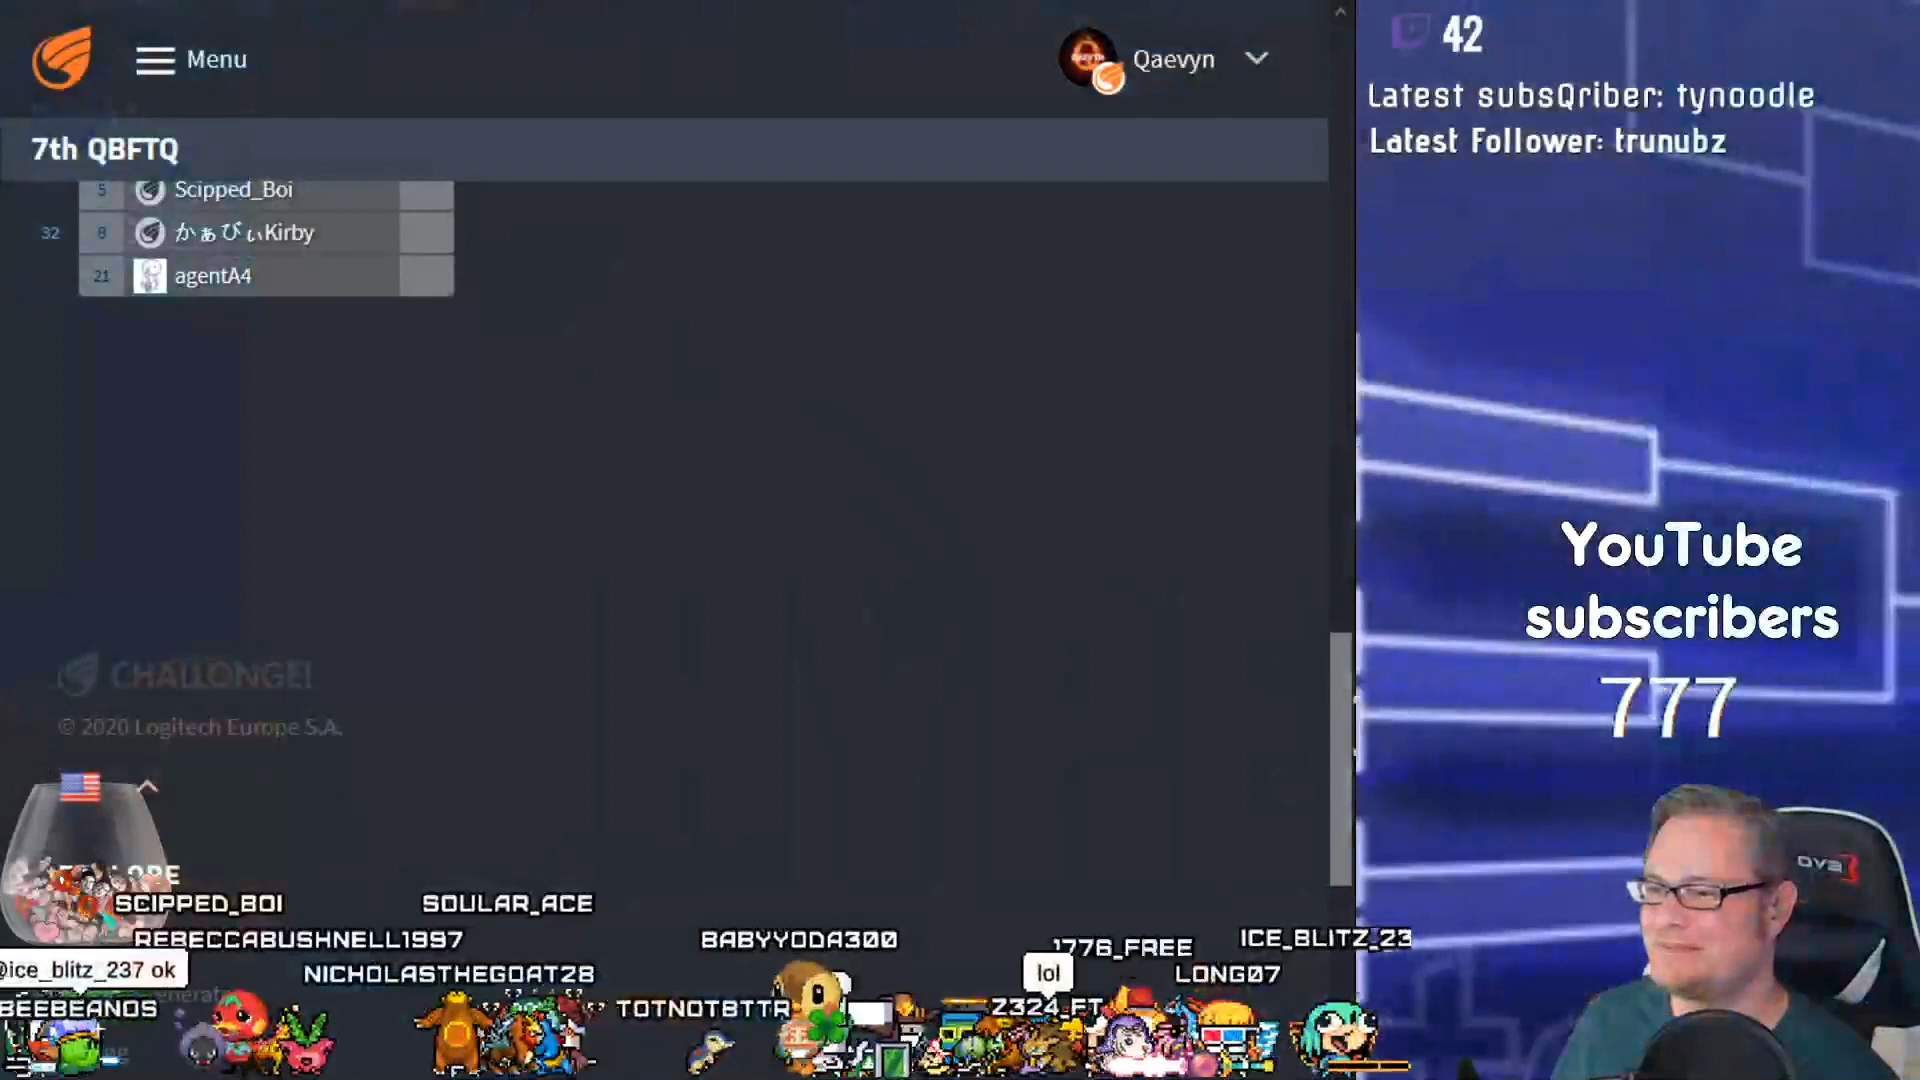 Menu
Qaevyn
42
Latest subsQriber: tynoodle
Latest Follower: trunubz
7th QBFTQ
5 Scipped_Boi
32 8 かぁびぃKirby
21 agentA4
YouTube
subscribers
777
CHALLONGE!
© 2020 Logitech Europe S.A.
SCIPPED_BOI
SOULAR_ACE
REBECCABUSHNELL1997
BABYYODA300
1776_FREE
ICE_BLITZ_23
@ice_blitz_237 ok
NICHOLASTHEGOAT28
lol
LONG07
BEEBEANOS
TOTNOTBTTR
Z324_FT